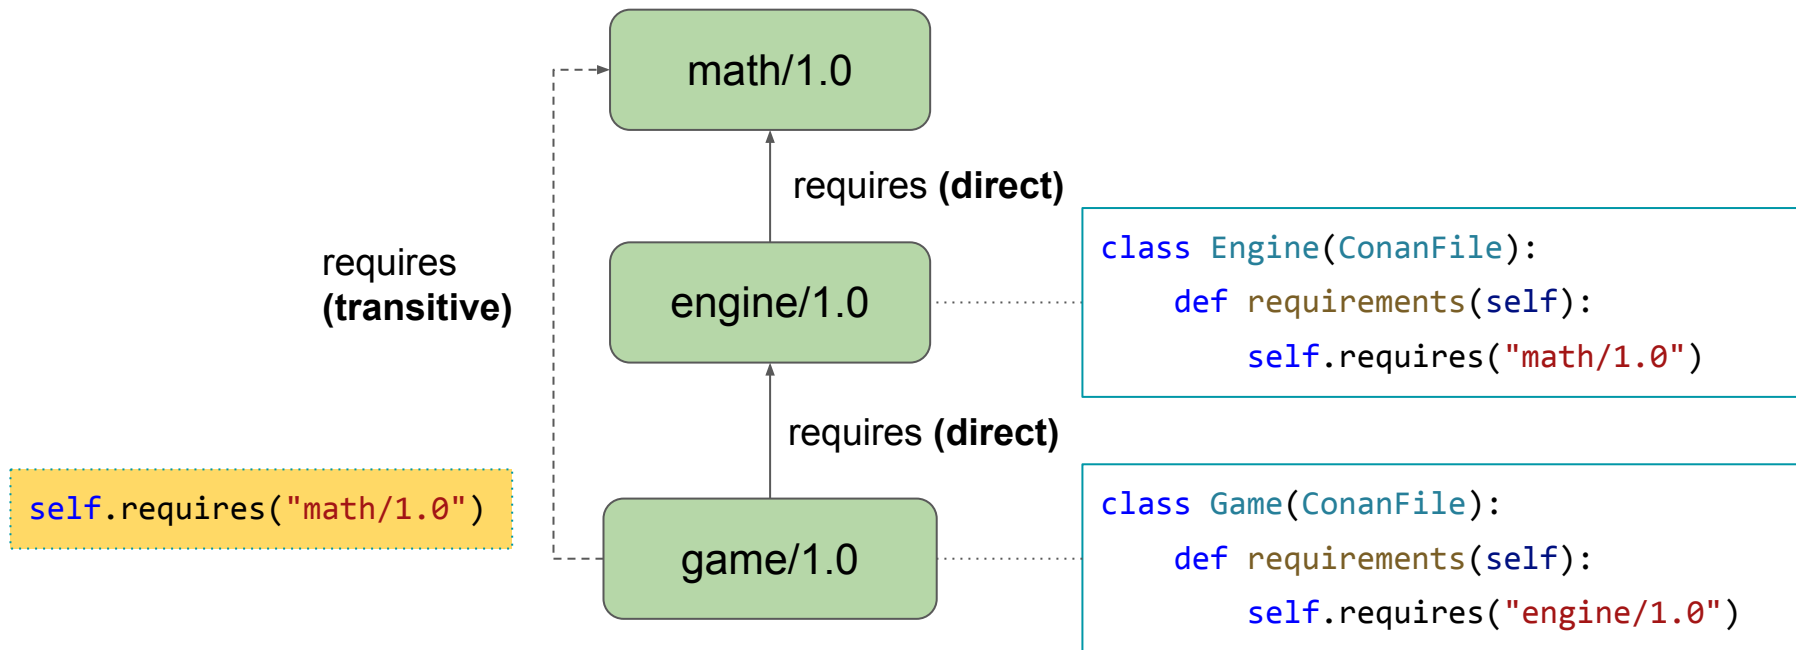 math/1.0
requires (direct)
class Engine(ConanFile):
    def requirements(self):
        self.requires("math/1.0")
requires
(transitive)
engine/1.0
requires (direct)
self.requires("math/1.0")
game/1.0
class Game(ConanFile):
    def requirements(self):
        self.requires("engine/1.0")